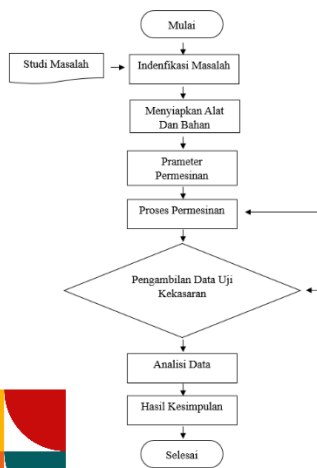 Mulai
Studi Masalah
Indenfikasi Masalah
Menyiapkan Alat
Dan Bahan
Prameter
Permesinan
Proses Permesinan
Pengambilan Data Uji
Kekasaran
Analisi Data
Hasil Kesimpulan
Selesai